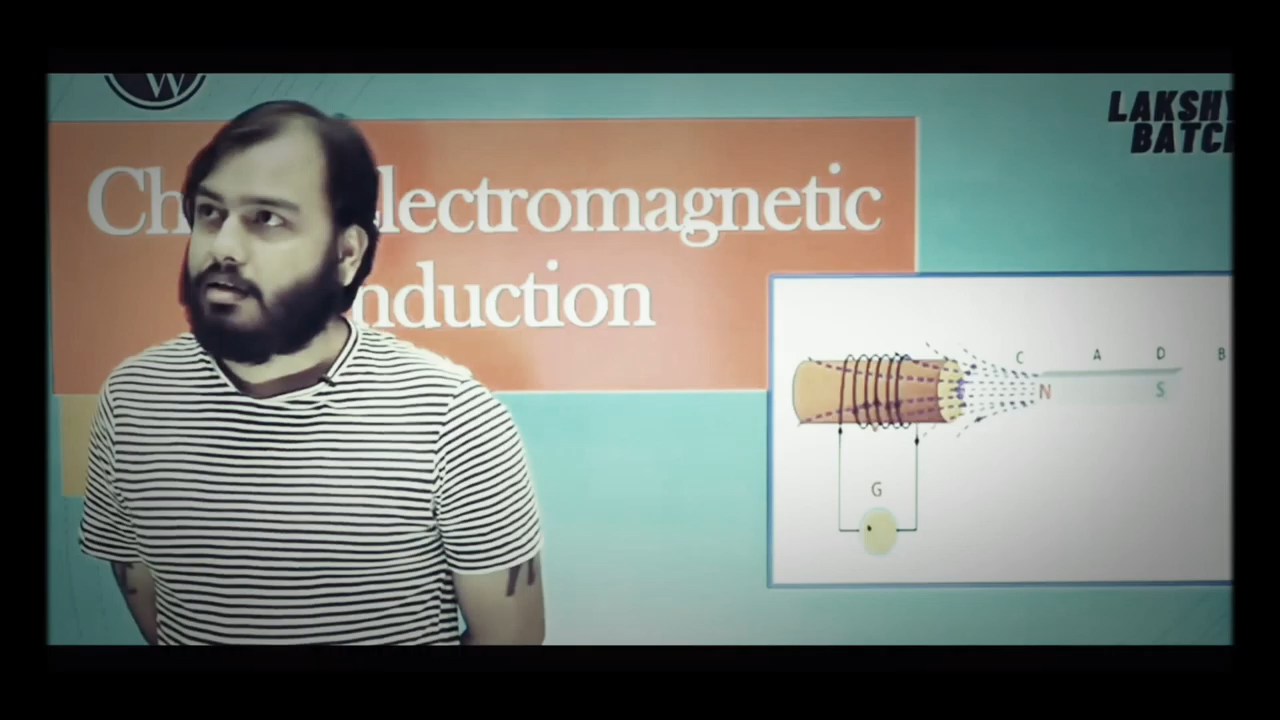 W
LAKSHY
BATC
Ch lectromagnetic
nduction
C A D B
N S
G